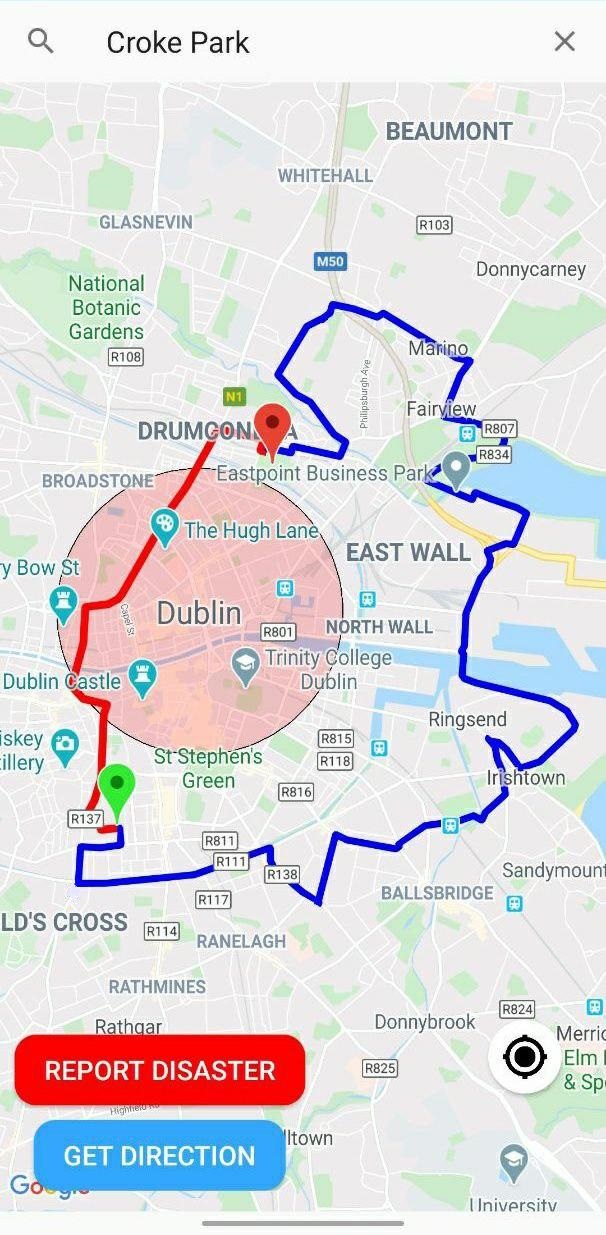 Croke Park
BEAUMONT
WHITEHALL
GLASNEVIN
R103
M50
Donnycarney
National
Botanic
Gardens
R108
Marino
Philipsburgh Ave
N1
Fairview
R807
R834
BROADSTONE
Eastpoint Business Park
The Hugh Lane
EAST WALL
ry Bow St
Capel St
Dublin
R801
NORTH WALL
Trinity College
Dublin
Dublin Castle
Ringsend
iskey
illery
R815
R118
St Stephen's
Green
Irishtown
R816
R137
R811
R111
R138
Sandymount
R117
BALLSBRIDGE
LD'S CROSS
R114
RANELAGH
RATHMINES
R824
Rathgar
Donnybrook
Merric
Elm P
& Spo
REPORT DISASTER
R825
Highfield Rd
lltown
GET DIRECTION
Google
University